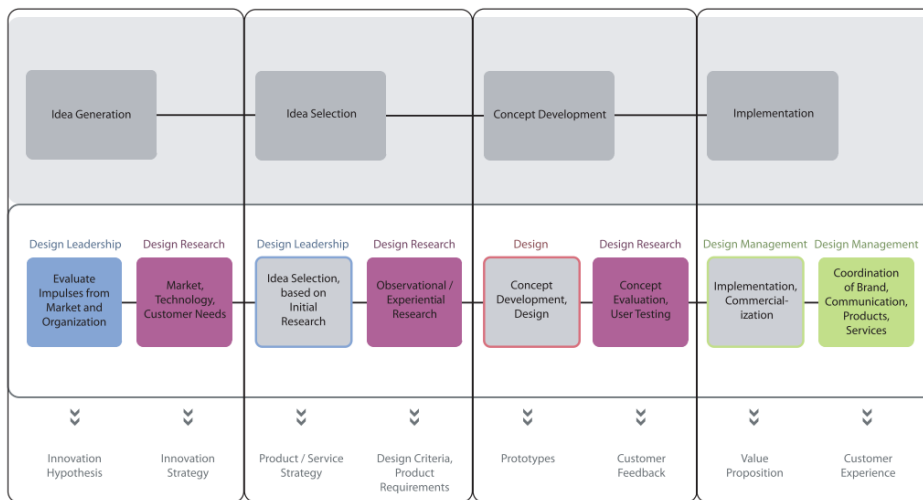 Idea Generation
Idea Selection
Concept Development
Implementation
Design Leadership
Design Research
Design Leadership
Design Research
Design
Design Research
Design Management
Design Management
Evaluate
Impulses from
Market and
Organization
Market,
Technology,
Customer Needs
Idea Selection,
based on
Initial
Research
Observational /
Experiential
Research
Concept
Development,
Design
Concept
Evaluation,
User Testing
Implementation,
Commercial-
ization
Coordination
of Brand,
Communication,
Products,
Services
Innovation
Hypothesis
Innovation
Strategy
Product / Service
Strategy
Design Criteria,
Product
Requirements
Prototypes
Customer
Feedback
Value
Proposition
Customer
Experience